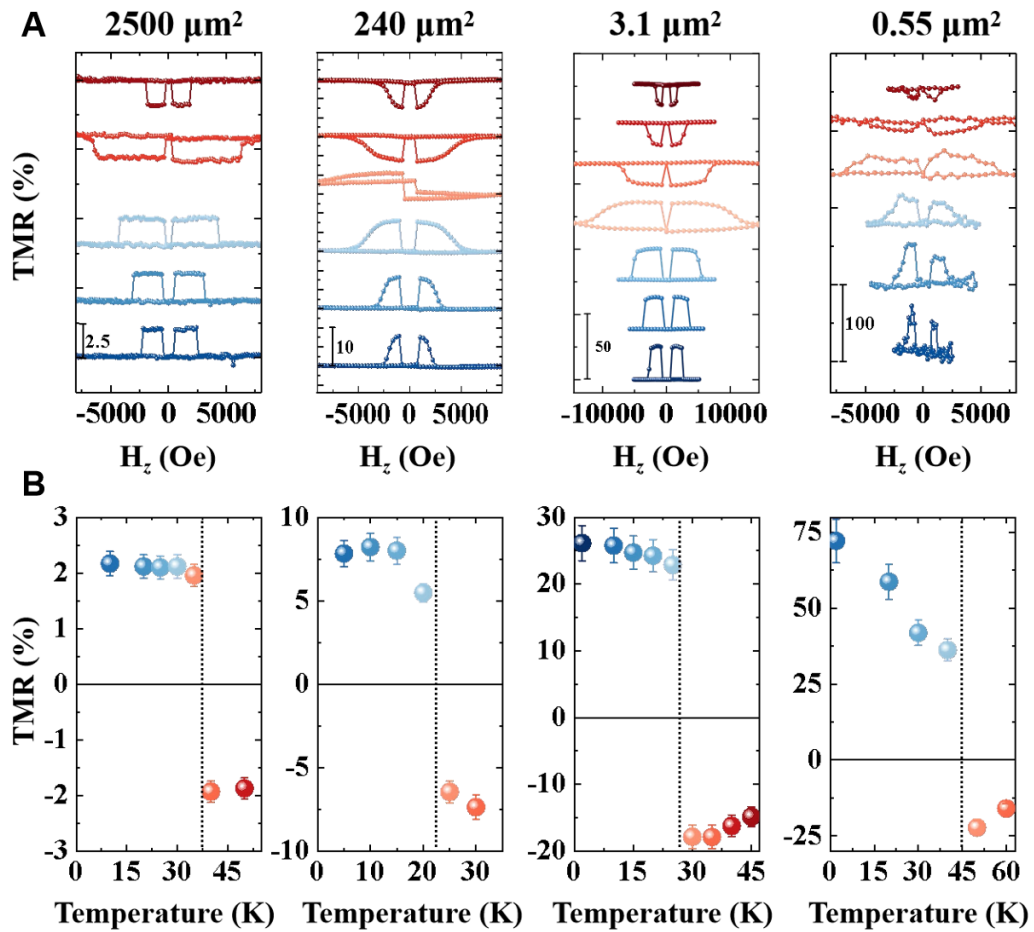 A
2500 μm²
240 μm²
3.1 μm²
0.55 μm²
TMR (%)
2.5
10
50
100
-5000 0 5000
-5000 0 5000
-10000 0 10000
-5000 0 5000
H_z (Oe)
H_z (Oe)
H_z (Oe)
H_z (Oe)
B
TMR (%)
3
2
1
0
-1
-2
-3
0 15 30 45
Temperature (K)
10
5
0
-5
-10
0 10 20 30
Temperature (K)
30
20
10
0
-10
-20
0 15 30 45
Temperature (K)
75
50
25
0
-25
0 15 30 45 60
Temperature (K)